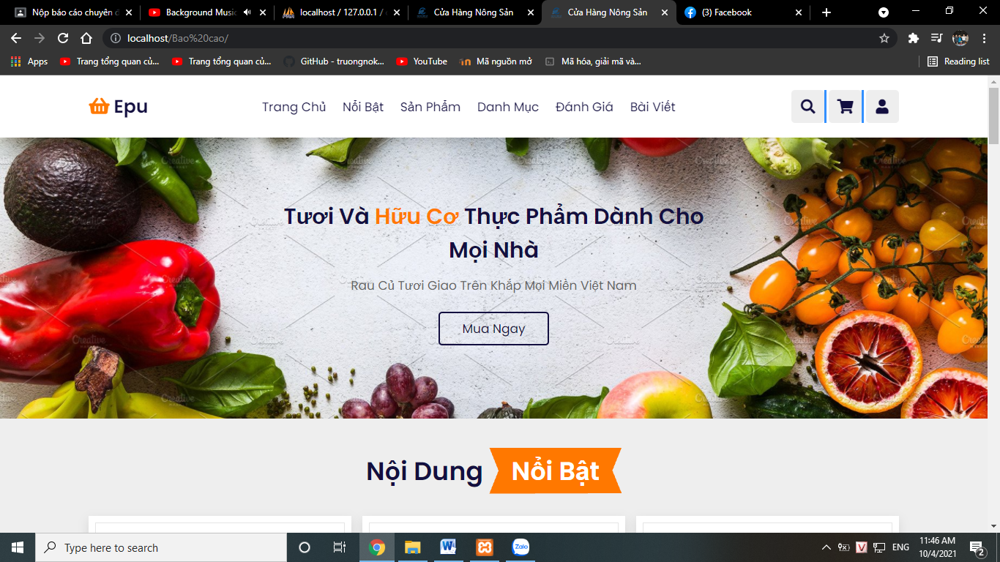 Nộp báo cáo chuyên
Background Music
localhost / 127.0.0.1 /
Cửa Hàng Nông Sản
Cửa Hàng Nông Sản
(3) Facebook
localhost/Bao%20cao/
Apps
Trang tổng quan củ...
Trang tổng quan củ...
GitHub - truongnok...
YouTube
Mã nguồn mở
Mã hóa, giải mã và...
Reading list
Epu
Trang Chủ
Nổi Bật
Sản Phẩm
Danh Mục
Đánh Giá
Bài Viết
Tươi Và Hữu Cơ Thực Phẩm Dành Cho
Mọi Nhà
Rau Củ Tươi Giao Trên Khắp Mọi Miền Việt Nam
Mua Ngay
Nội Dung Nổi Bật
Type here to search
Zalo
ENG
11:46 AM
10/4/2021
2